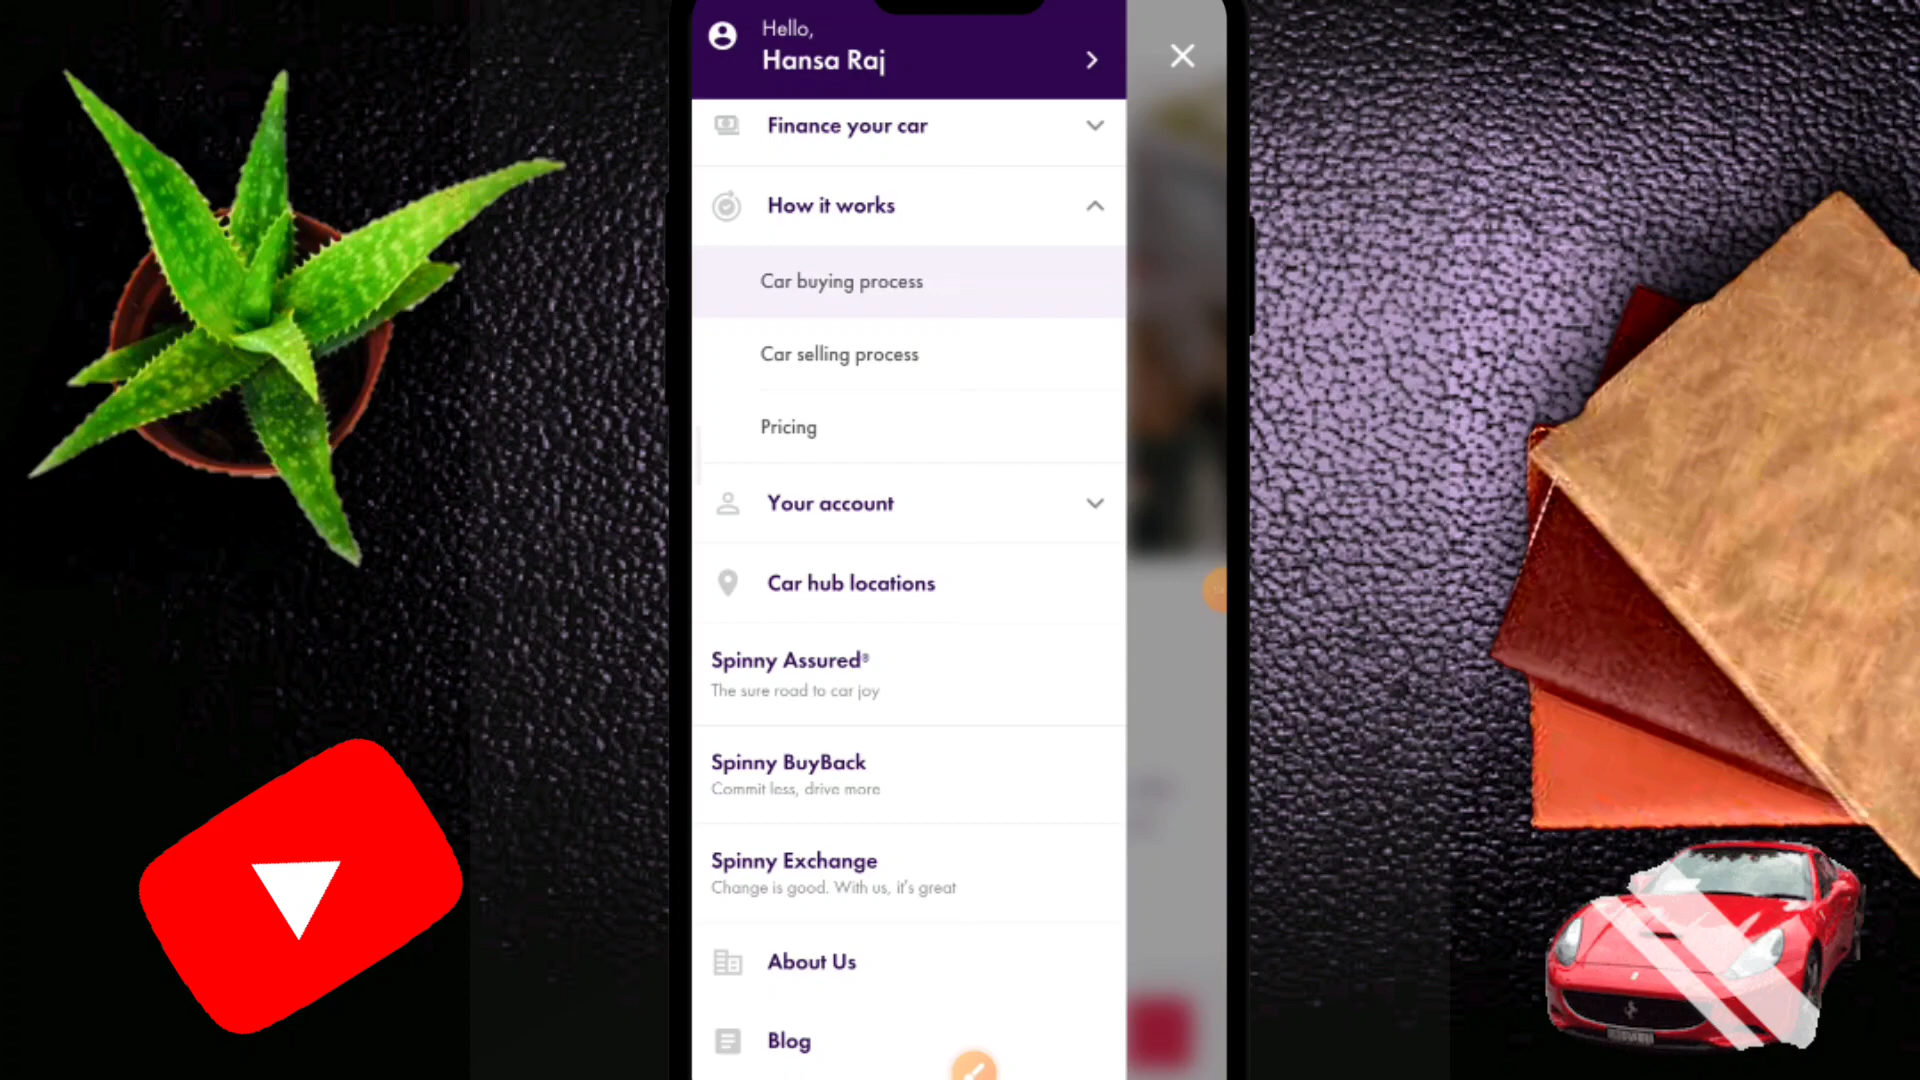 Hello,
Hansa Raj
Finance your car
How it works
Car buying process
Car selling process
Pricing
Your account
Car hub locations
Spinny Assured®
The sure road to car joy
Spinny BuyBack
Commit less, drive more
Spinny Exchange
Change is good. With us, it's great
About Us
Blog